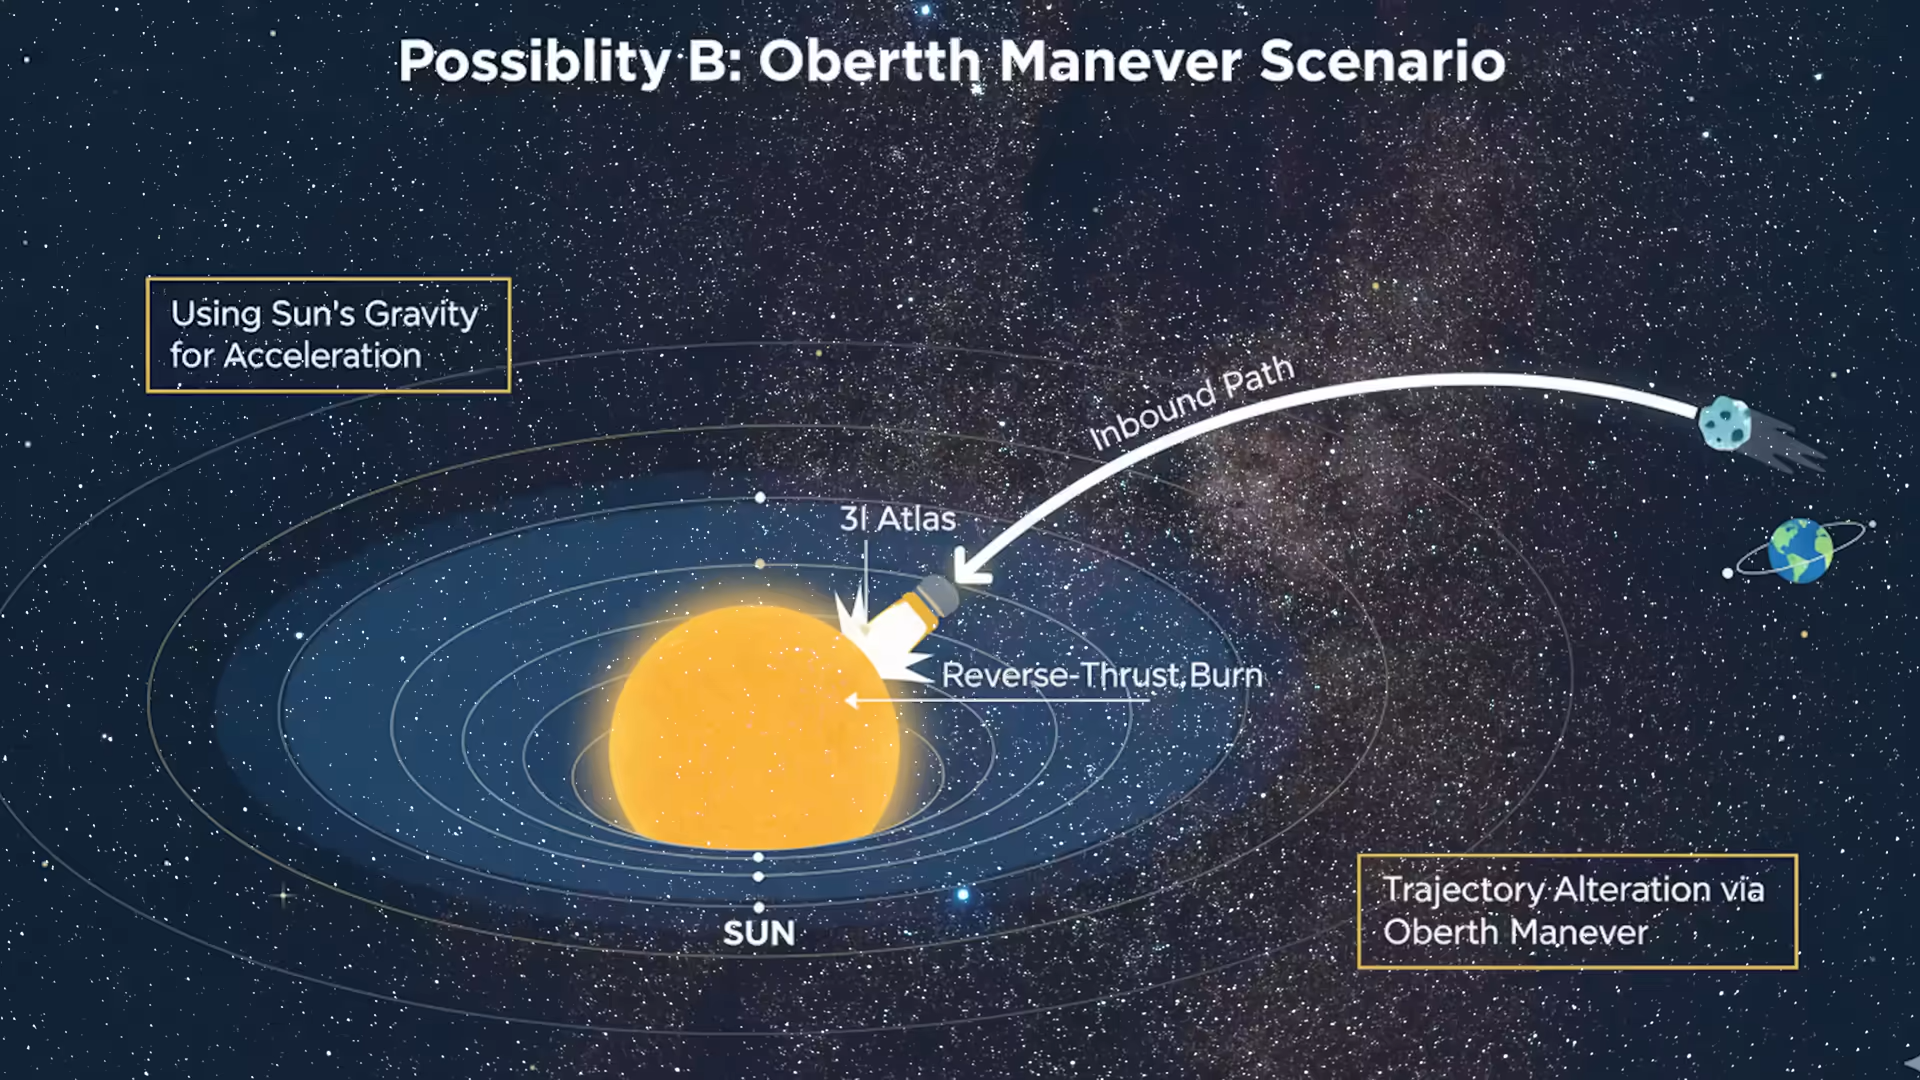 Possiblity B: Obertth Manever Scenario
Using Sun's Gravity
for Acceleration
Inbound Path
3I Atlas
Reverse-Thrust Burn
SUN
Trajectory Alteration via
Oberth Manever